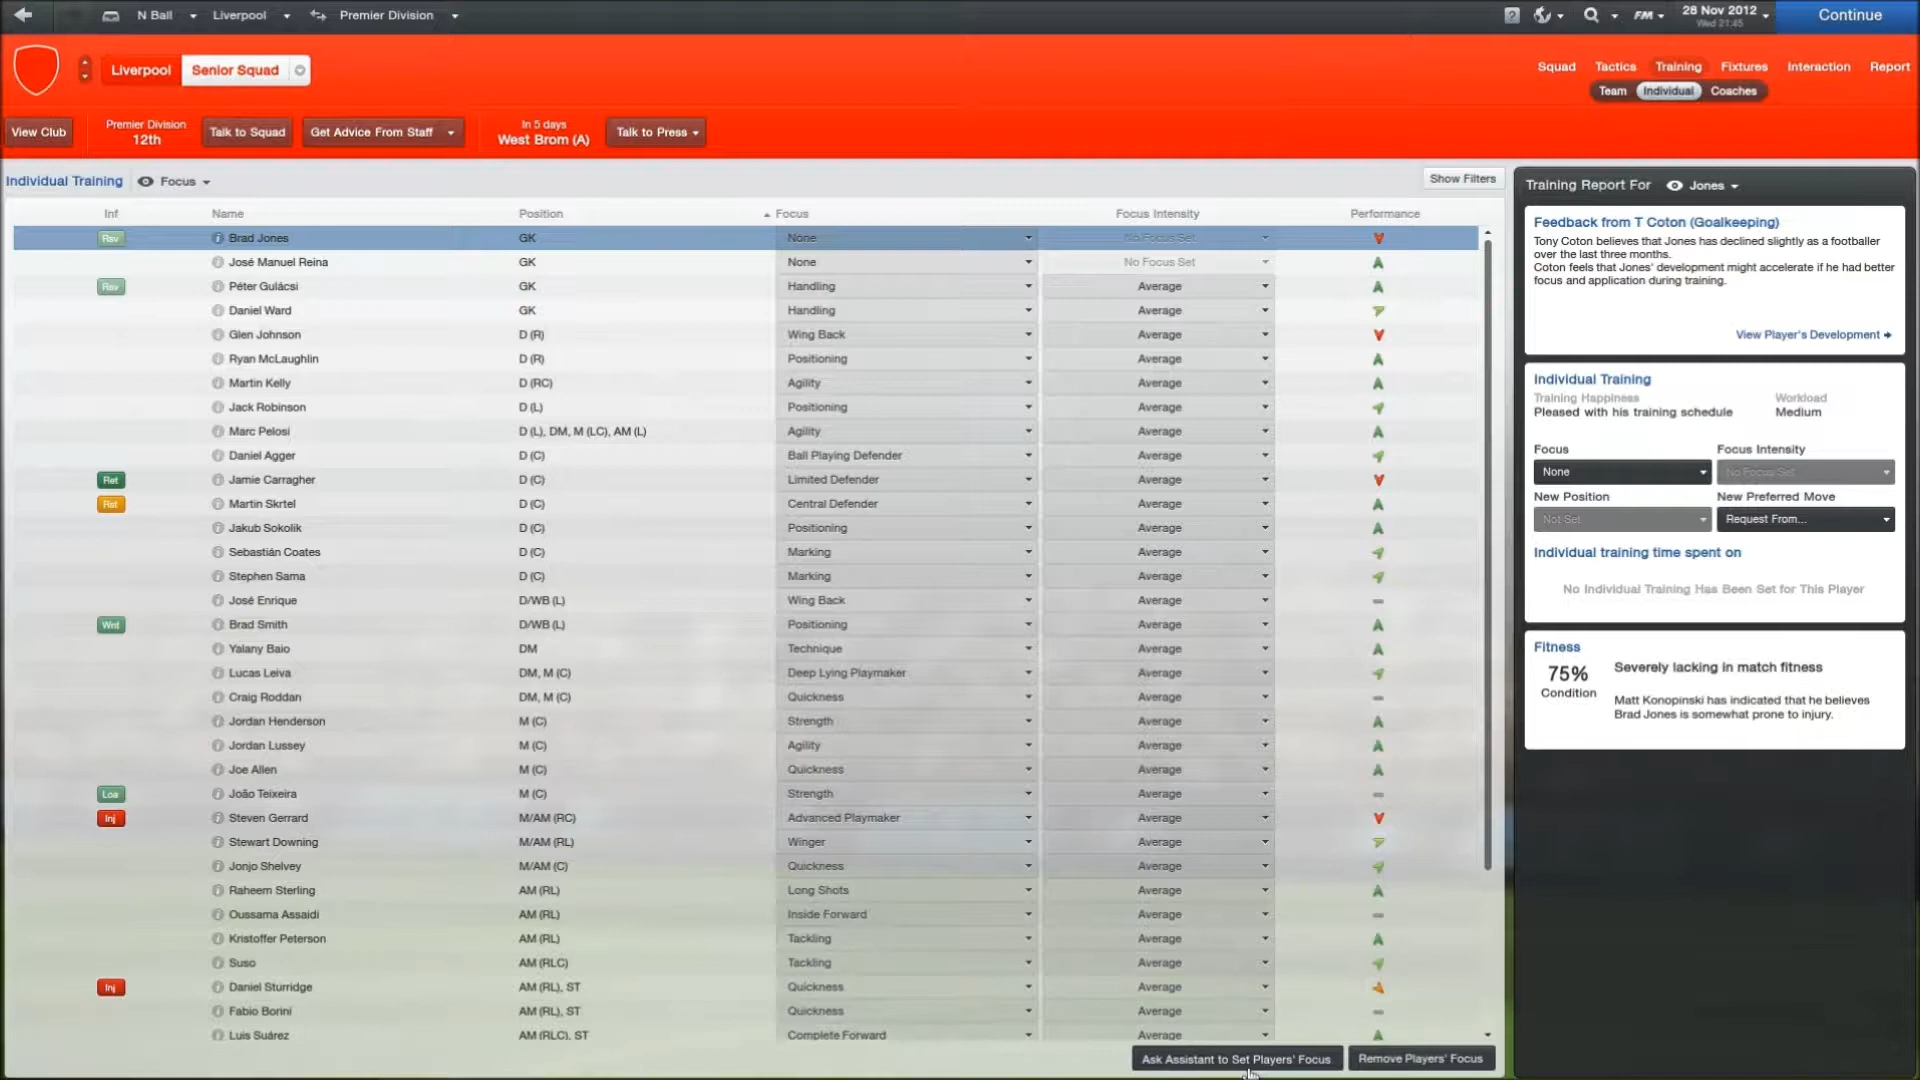 N Ball Liverpool Premier Division ? FM 28 Nov 2012 Continue
Wed 21:45
Liverpool Senior Squad Squad Tactics Training Fixtures Interaction Report
Team Individual Coaches
View Club Premier Division 12th Talk to Squad Get Advice From Staff In 5 days West Brom (A) Talk to Press
Individual Training Focus Show Filters
Inf Name Position Focus Focus Intensity Performance
Rsv Brad Jones GK None No Focus Set
José Manuel Reina GK None No Focus Set
Rsv Péter Gulácsi GK Handling Average
Daniel Ward GK Handling Average
Glen Johnson D (R) Wing Back Average
Ryan McLaughlin D (R) Positioning Average
Martin Kelly D (RC) Agility Average
Jack Robinson D (L) Positioning Average
Marc Pelosi D (L), DM, M (LC), AM (L) Agility Average
Daniel Agger D (C) Ball Playing Defender Average
Ret Jamie Carragher D (C) Limited Defender Average
Rst Martin Skrtel D (C) Central Defender Average
Jakub Sokolik D (C) Positioning Average
Sebastián Coates D (C) Marking Average
Stephen Sama D (C) Marking Average
José Enrique D/WB (L) Wing Back Average
Wnt Brad Smith D/WB (L) Positioning Average
Yalany Baio DM Technique Average
Lucas Leiva DM, M (C) Deep Lying Playmaker Average
Craig Roddan DM, M (C) Quickness Average
Jordan Henderson M (C) Strength Average
Jordan Lussey M (C) Agility Average
Joe Allen M (C) Quickness Average
Loa João Teixeira M (C) Strength Average
Inj Steven Gerrard M/AM (RC) Advanced Playmaker Average
Stewart Downing M/AM (RL) Winger Average
Jonjo Shelvey M/AM (C) Quickness Average
Raheem Sterling AM (RL) Long Shots Average
Oussama Assaidi AM (RL) Inside Forward Average
Kristoffer Peterson AM (RL) Tackling Average
Suso AM (RLC) Tackling Average
Inj Daniel Sturridge AM (RL), ST Quickness Average
Fabio Borini AM (RL), ST Quickness Average
Luis Suárez AM (RLC), ST Complete Forward Average
Ask Assistant to Set Players' Focus Remove Players' Focus
Training Report For Jones
Feedback from T Coton (Goalkeeping)
Tony Coton believes that Jones has declined slightly as a footballer
over the last three months.
Coton feels that Jones' development might accelerate if he had better
focus and application during training.
View Player's Development
Individual Training
Training Happiness Workload
Pleased with his training schedule Medium
Focus Focus Intensity
None No Focus Set
New Position New Preferred Move
Not Set Request From...
Individual training time spent on
No Individual Training Has Been Set for This Player
Fitness
75% Severely lacking in match fitness
Condition
Matt Konopinski has indicated that he believes
Brad Jones is somewhat prone to injury.